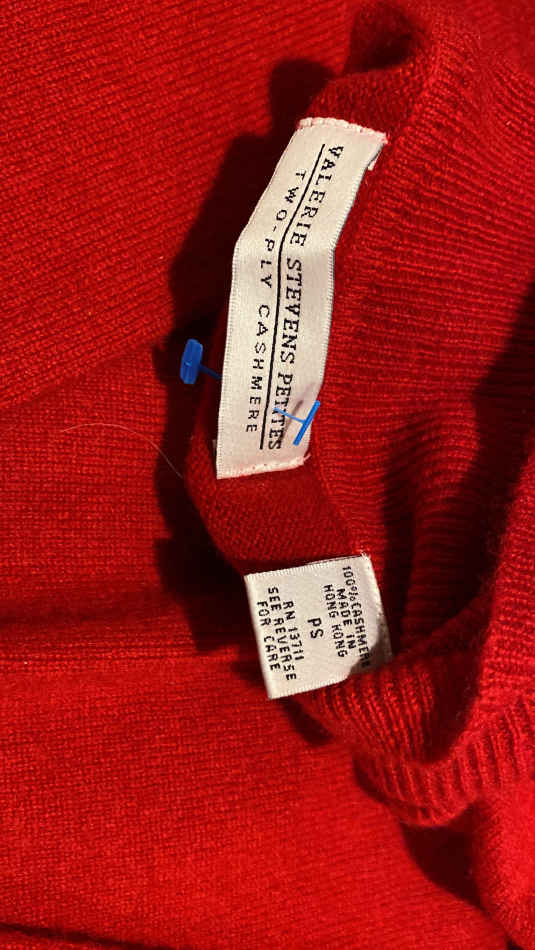 VALERIE STEVENS PETITES
TWO-PLY CASHMERE
100% CASHMERE
MADE IN
HONG KONG
PS
RN 13711
SEE REVERSE
FOR CARE